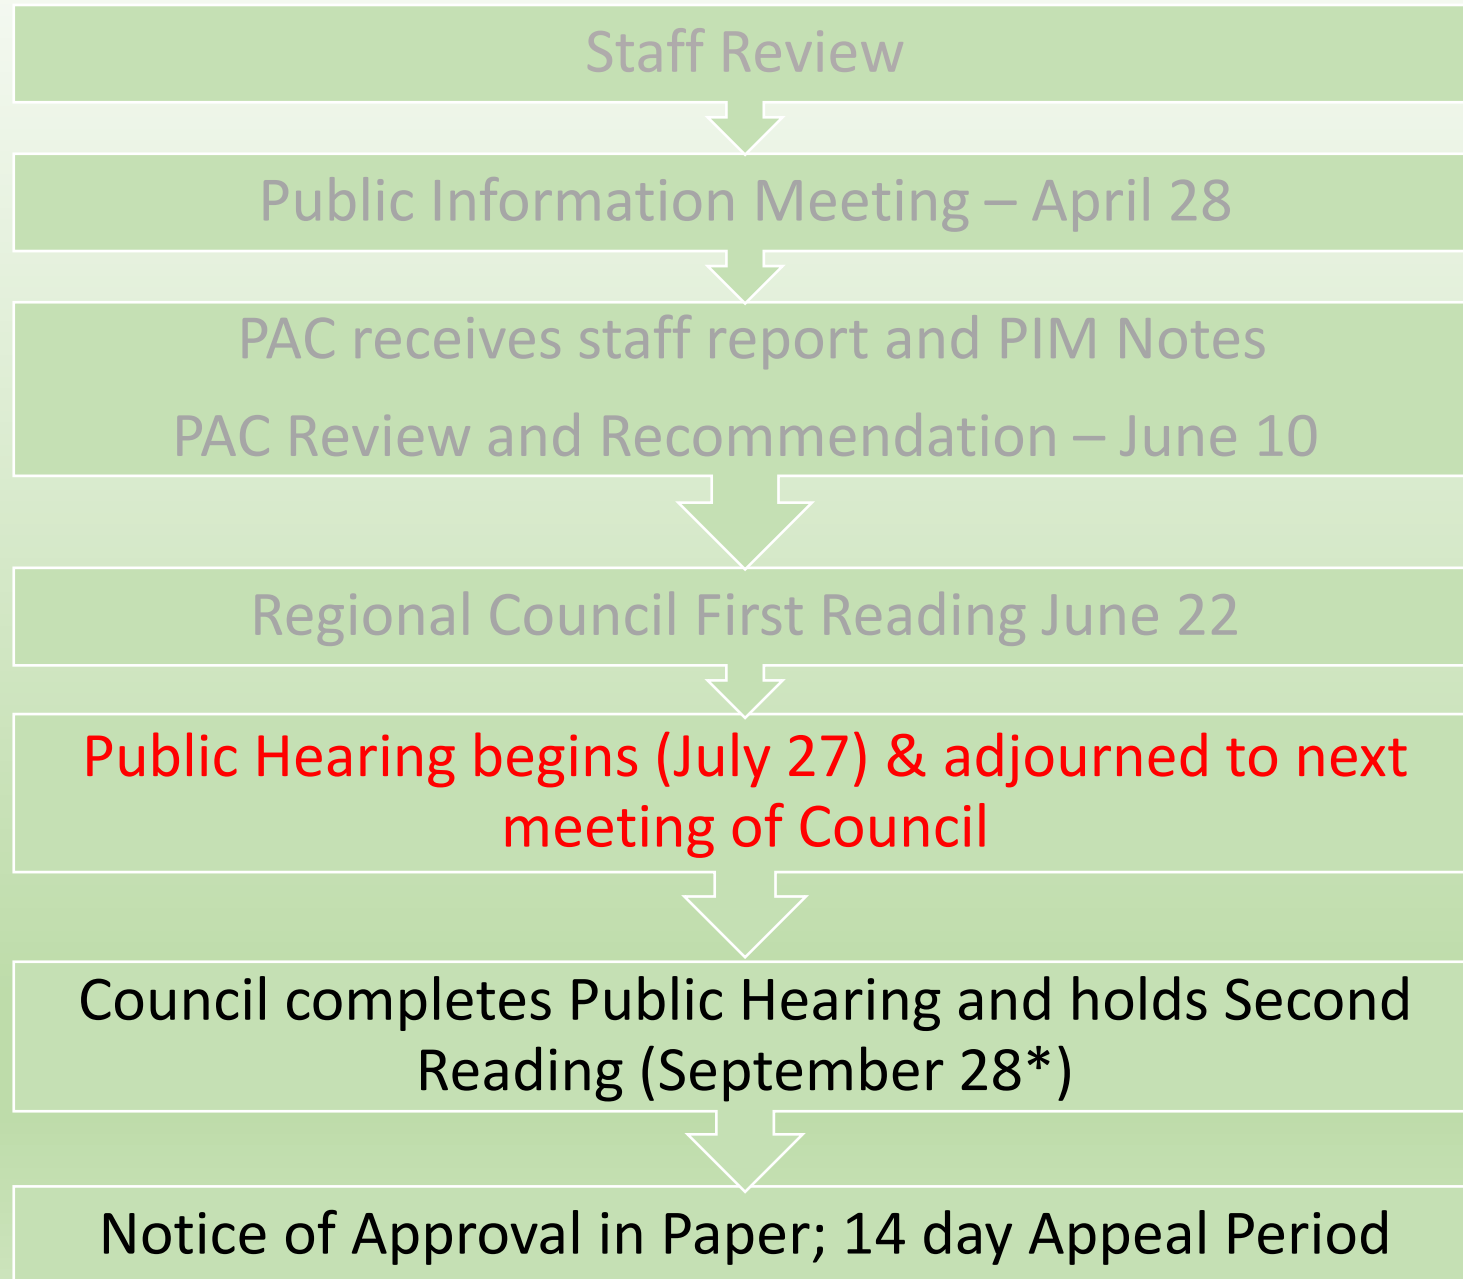 Staff Review
Public Information Meeting – April 28
PAC receives staff report and PIM Notes
PAC Review and Recommendation – June 10
Regional Council First Reading June 22
Public Hearing begins (July 27) & adjourned to next
meeting of Council
Council completes Public Hearing and holds Second
Reading (September 28*)
Notice of Approval in Paper; 14 day Appeal Period